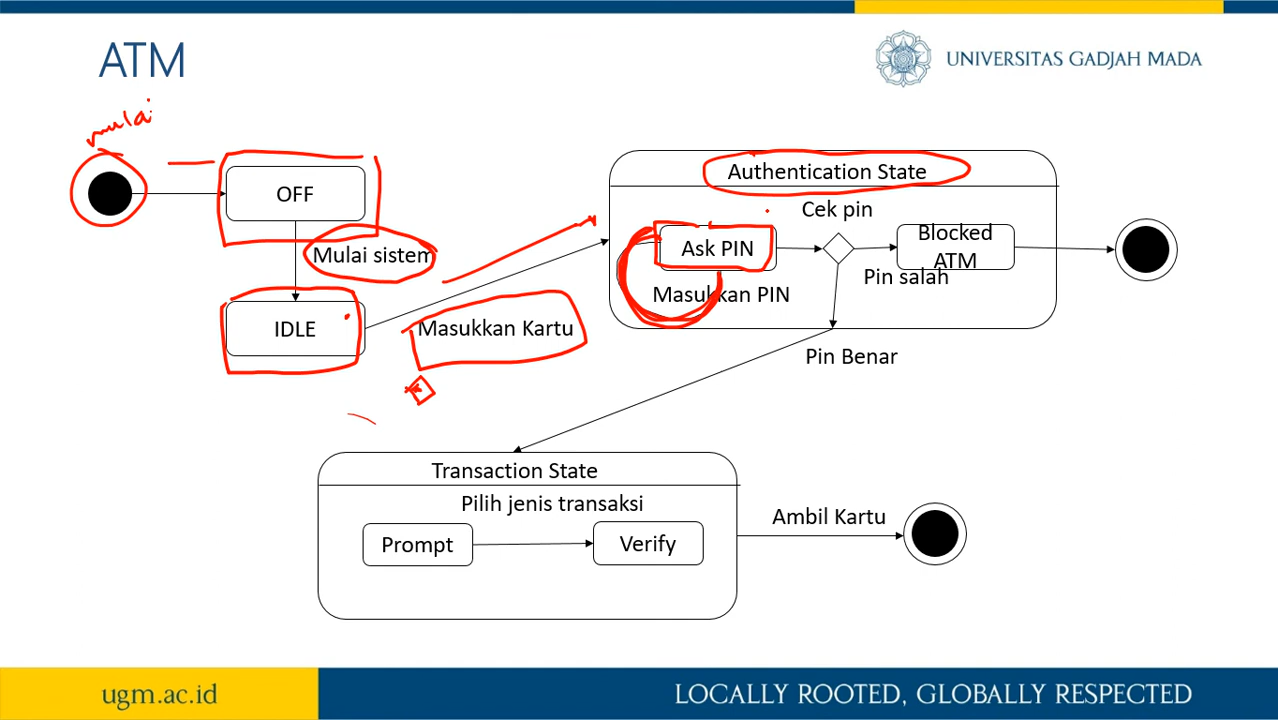 ATM
UNIVERSITAS GADJAH MADA
mulai
OFF
Mulai sistem
IDLE
Masukkan Kartu
Authentication State
Cek pin
Ask PIN
Blocked
ATM
Masukkan PIN
Pin salah
Pin Benar
Transaction State
Pilih jenis transaksi
Prompt
Verify
Ambil Kartu
ugm.ac.id
LOCALLY ROOTED, GLOBALLY RESPECTED